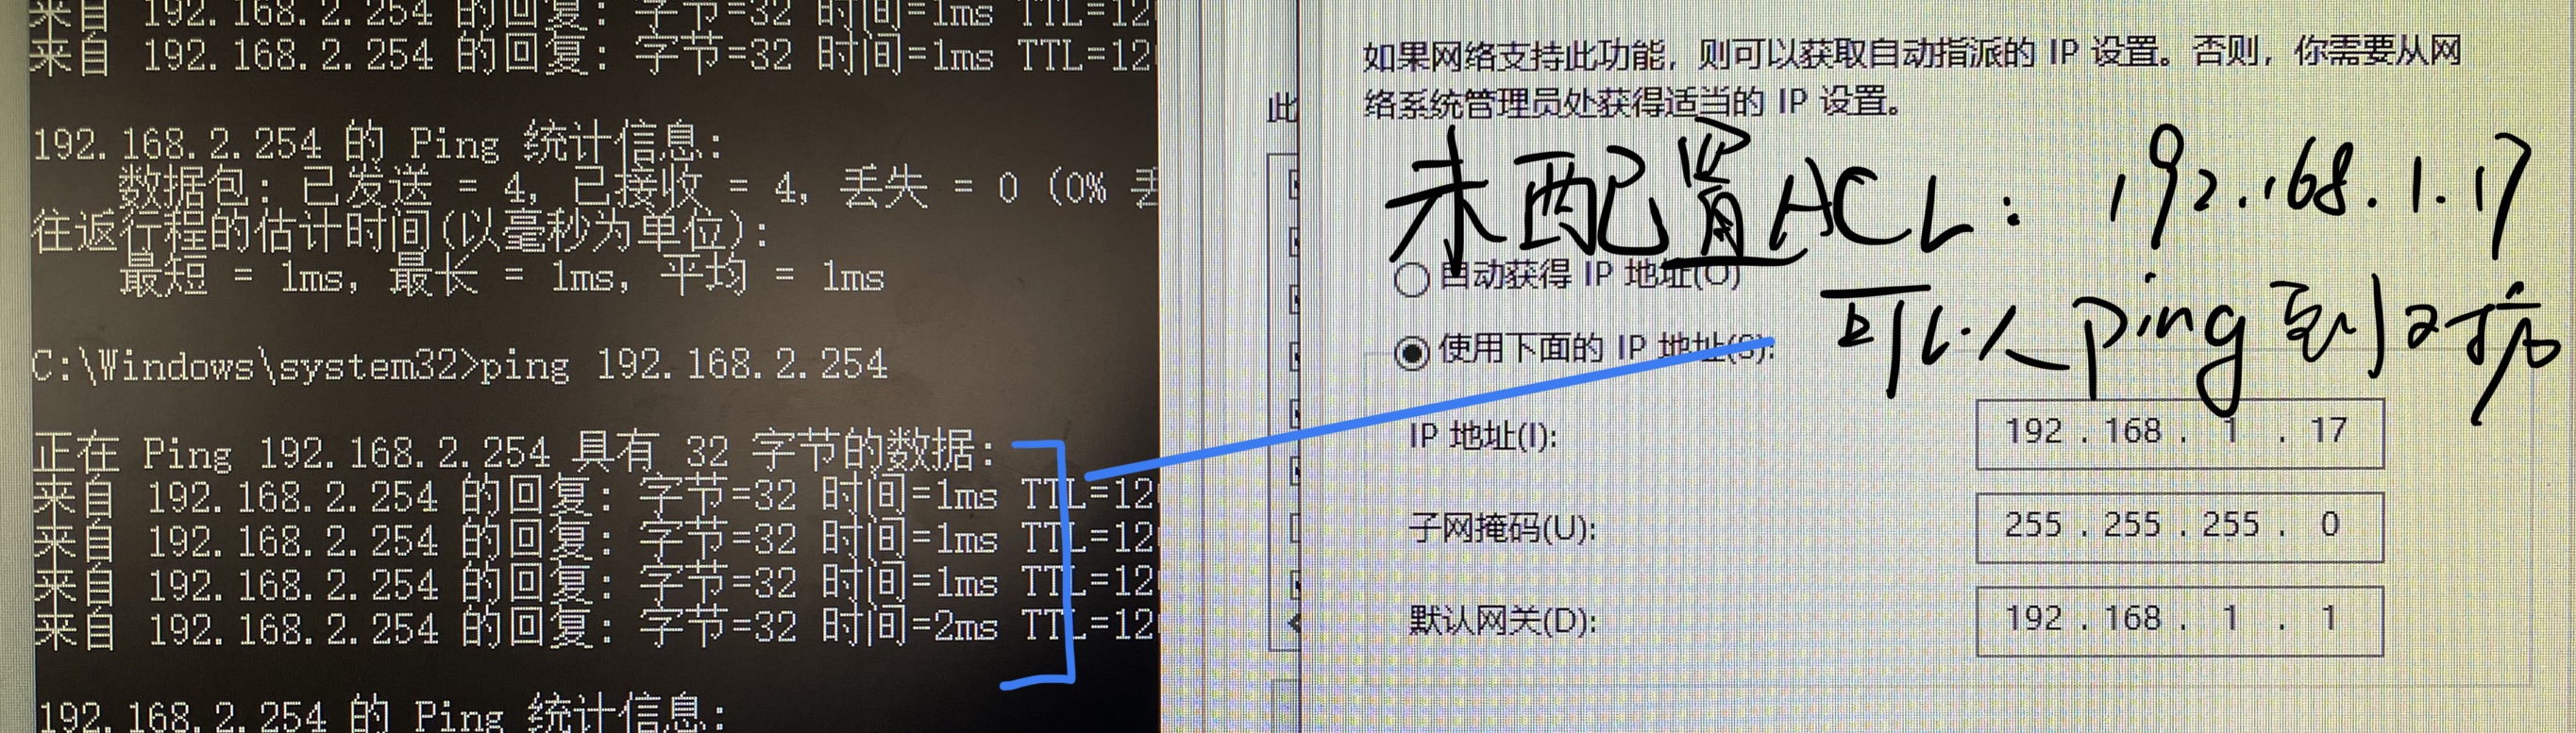 来自 192.168.2.254 的回复: 字节=32 时间=1ms TTL=12
来自 192.168.2.254 的回复: 字节=32 时间=1ms TTL=12
192.168.2.254 的 Ping 统计信息:
数据包: 已发送 = 4, 已接收 = 4, 丢失 = 0 (0% 丢
往返行程的估计时间(以毫秒为单位):
最短 = 1ms, 最长 = 1ms, 平均 = 1ms
C:\Windows\system32>ping 192.168.2.254
正在 Ping 192.168.2.254 具有 32 字节的数据:
来自 192.168.2.254 的回复: 字节=32 时间=1ms TTL=12
来自 192.168.2.254 的回复: 字节=32 时间=1ms TTL=12
来自 192.168.2.254 的回复: 字节=32 时间=1ms TTL=12
来自 192.168.2.254 的回复: 字节=32 时间=2ms TTL=12
192.168.2.254 的 Ping 统计信息:
此
如果网络支持此功能，则可以获取自动指派的 IP 设置。否则，你需要从网
络系统管理员处获得适当的 IP 设置。
未配置ACL: 192.168.1.17
可以ping到对方
自动获得 IP 地址(O)
使用下面的 IP 地址(S):
IP 地址(I): 192 . 168 . 1 . 17
子网掩码(U): 255 . 255 . 255 . 0
默认网关(D): 192 . 168 . 1 . 1